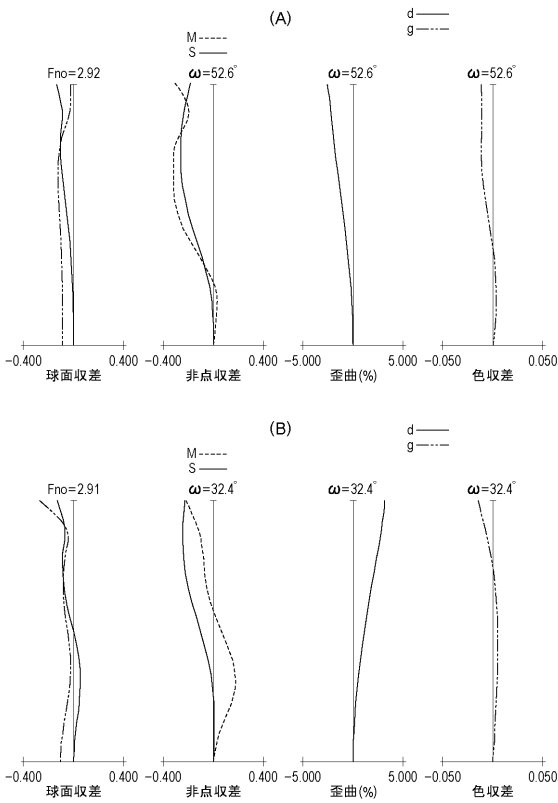 (A)
d
g
M
S
Fno=2.92
ω=52.6°
ω=52.6°
ω=52.6°
-0.400 0.400
-0.400 0.400
-5.000 5.000
-0.050 0.050
球面収差
非点収差
歪曲(%)
色収差
(B)
d
g
M
S
Fno=2.91
ω=32.4°
ω=32.4°
ω=32.4°
-0.400 0.400
-0.400 0.400
-5.000 5.000
-0.050 0.050
球面収差
非点収差
歪曲(%)
色収差